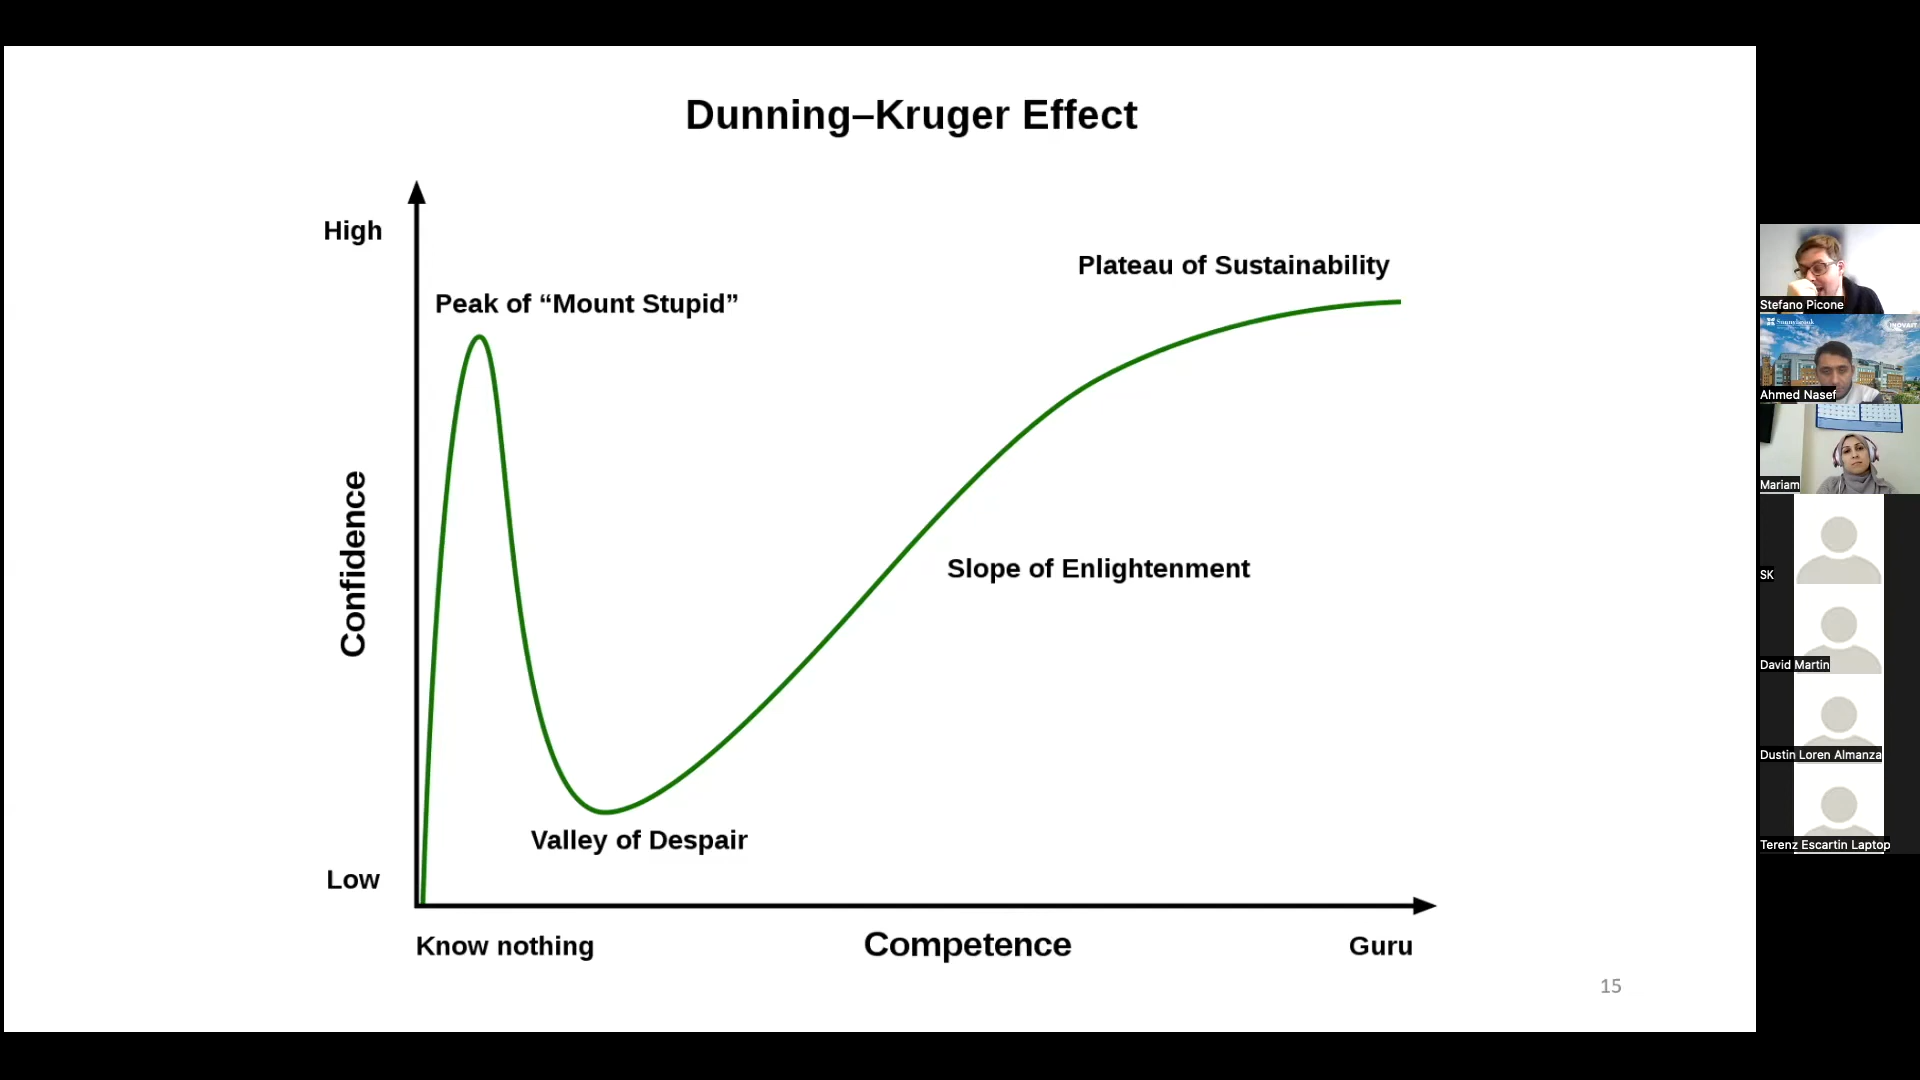 Dunning–Kruger Effect
High
Plateau of Sustainability
Peak of “Mount Stupid”
Confidence
Slope of Enlightenment
Valley of Despair
Low
Know nothing
Competence
Guru
15
Stefano Picone
Sunnybrook
INOVAIT
Ahmed Nasef
Mariam
SK
David Martin
Dustin Loren Almanza
Terenz Escartin Laptop